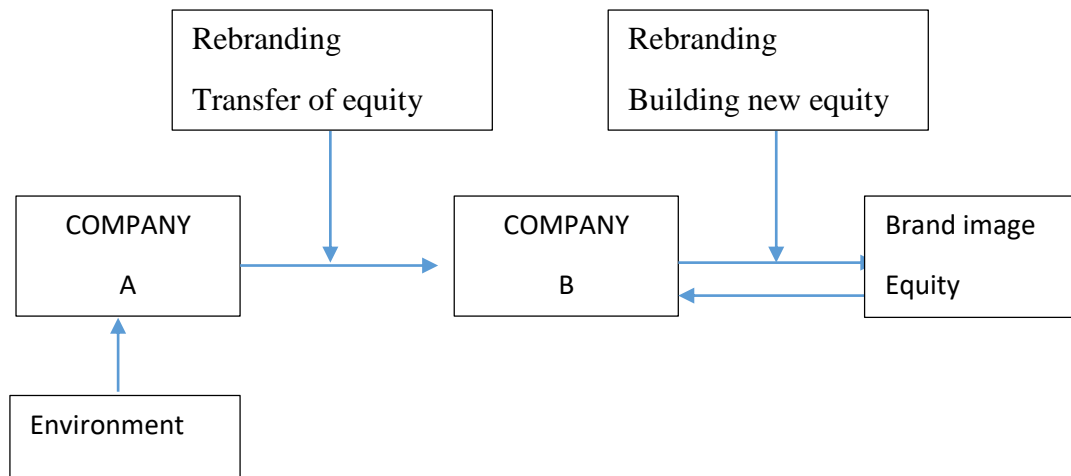 Rebranding
Transfer of equity
Rebranding
Building new equity
COMPANY
A
COMPANY
B
Brand image
Equity
Environment